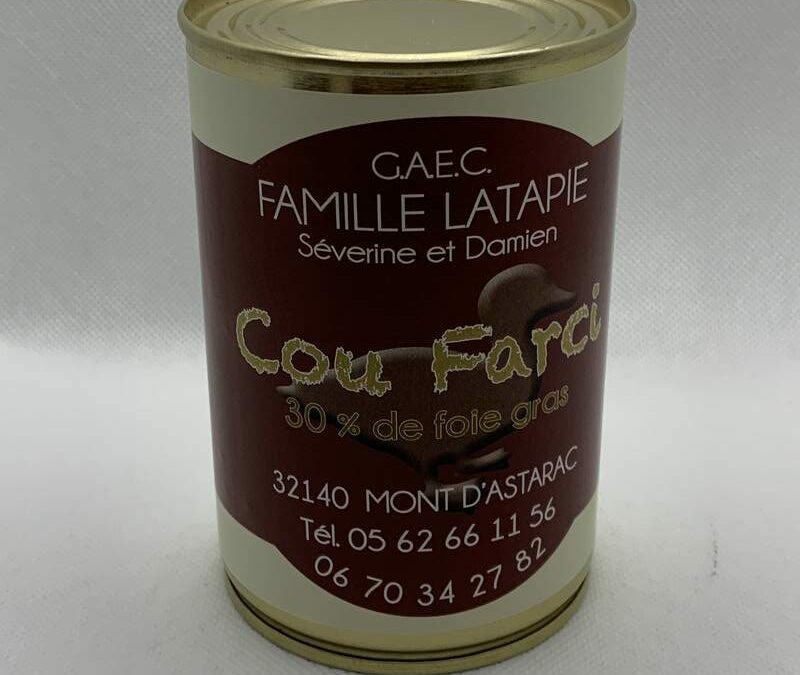 G.A.E.C.
FAMILLE LATAPIE
Séverine et Damien
Cou Farci
30 % de foie gras
32140 MONT D'ASTARAC
Tél. 05 62 66 11 56
06 70 34 27 82